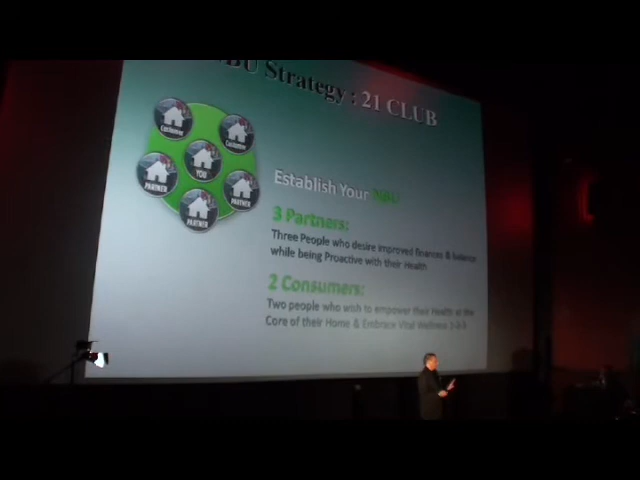 Strategy : 21 CLUB
Customer
Customer
YOU
PARTNER
PARTNER
PARTNER
Establish Your
3 Partners:
Three People who desire improved finances & balance
while being Proactive with their Health
2 Consumers:
Two people who wish to empower their Health at the
Core of their Home & Embrace Vital Wellness